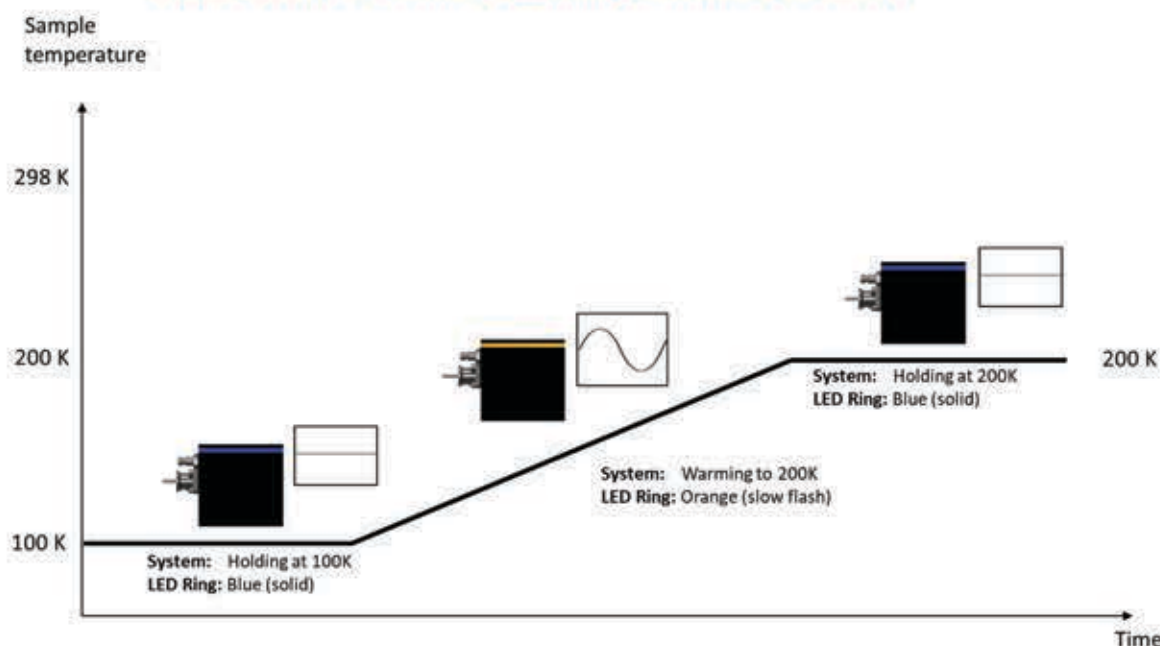 Sample
temperature
298 K
200 K
200 K
System: Holding at 200K
LED Ring: Blue (solid)
System: Warming to 200K
LED Ring: Orange (slow flash)
100 K
System: Holding at 100K
LED Ring: Blue (solid)
Time